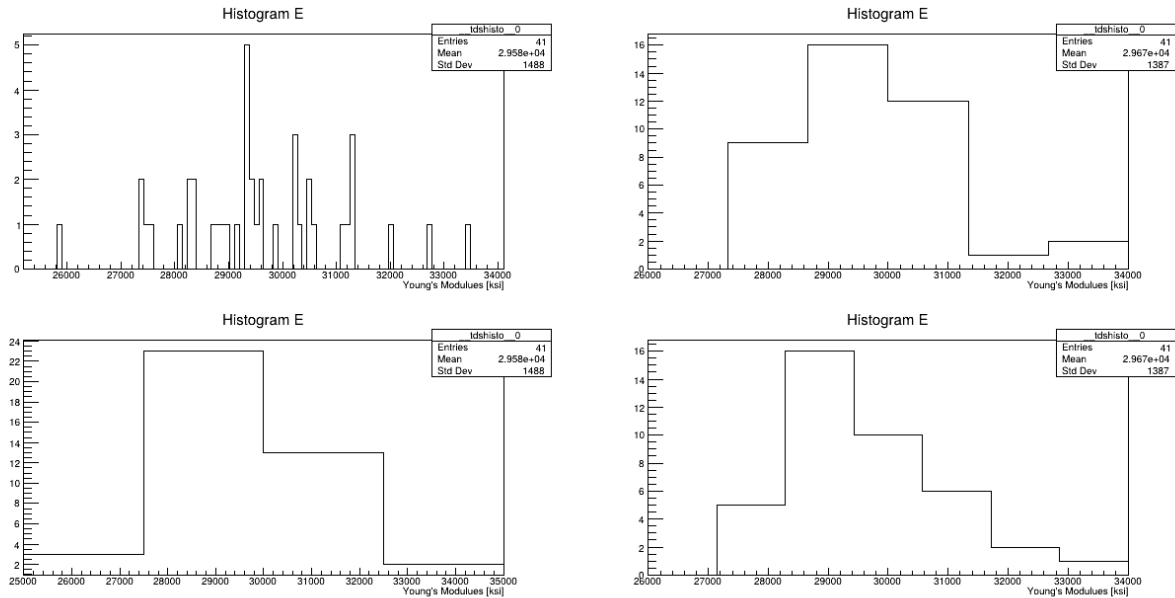 Histogram E
__tdshisto__0
Entries 41
Mean 2.958e+04
Std Dev 1488
5
4
3
2
1
0
26000 27000 28000 29000 30000 31000 32000 33000 34000
Young's Modulues [ksi]
Histogram E
__tdshisto__0
Entries 41
Mean 2.967e+04
Std Dev 1387
16
14
12
10
8
6
4
2
0
26000 27000 28000 29000 30000 31000 32000 33000 34000
Young's Modulues [ksi]
Histogram E
__tdshisto__0
Entries 41
Mean 2.958e+04
Std Dev 1488
24
22
20
18
16
14
12
10
8
6
4
2
25000 26000 27000 28000 29000 30000 31000 32000 33000 34000 35000
Young's Modulues [ksi]
Histogram E
__tdshisto__0
Entries 41
Mean 2.967e+04
Std Dev 1387
16
14
12
10
8
6
4
2
0
26000 27000 28000 29000 30000 31000 32000 33000 34000
Young's Modulues [ksi]